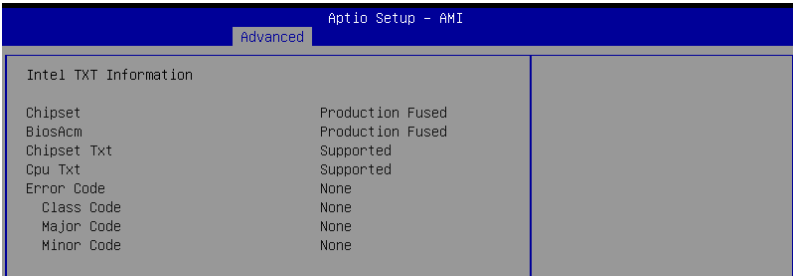 Aptio Setup – AMI
Advanced
Intel TXT Information
Chipset Production Fused
BiosAcm Production Fused
Chipset Txt Supported
Cpu Txt Supported
Error Code None
Class Code None
Major Code None
Minor Code None